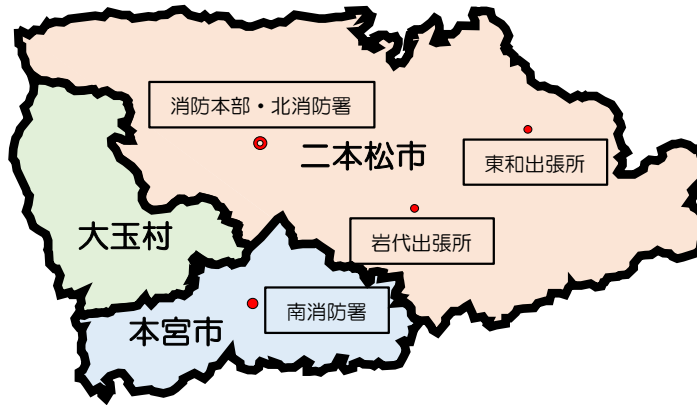 消防本部・北消防署
二本松市
東和出張所
大玉村
岩代出張所
南消防署
本宮市